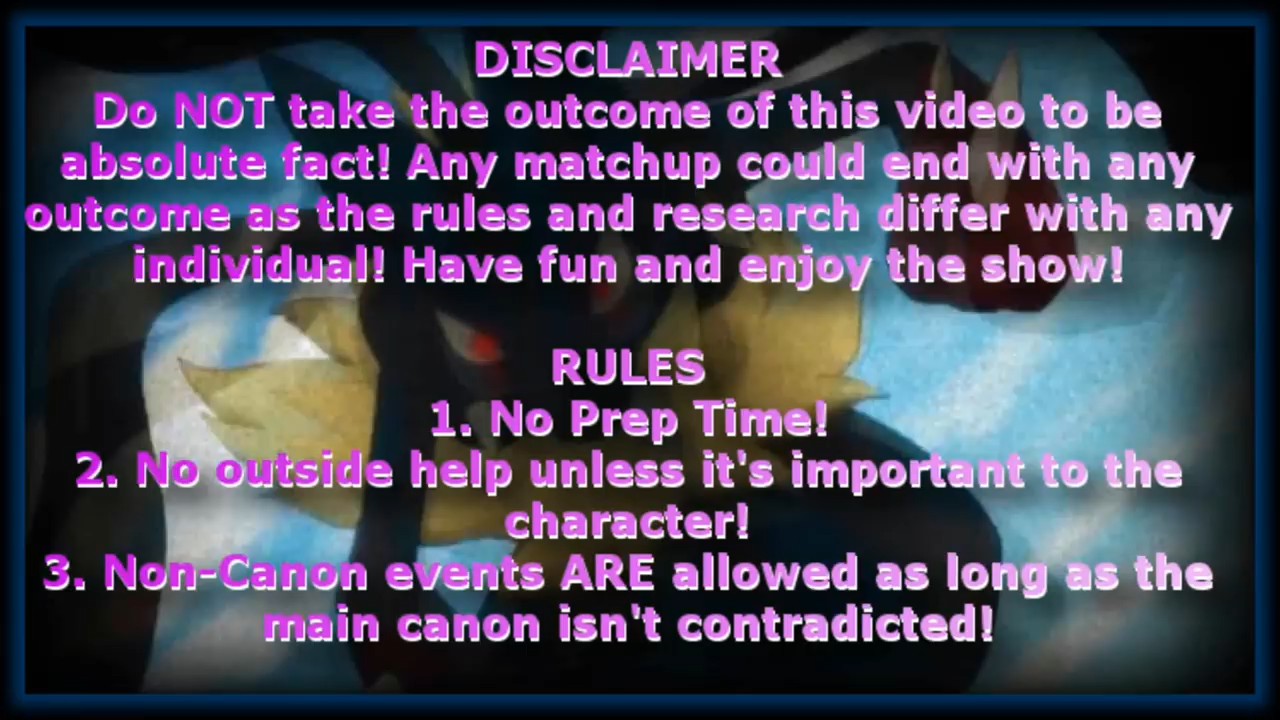 DISCLAIMER
Do NOT take the outcome of this video to be
absolute fact! Any matchup could end with any
outcome as the rules and research differ with any
individual! Have fun and enjoy the show!
RULES
1. No Prep Time!
2. No outside help unless it's important to the
character!
3. Non-Canon events ARE allowed as long as the
main canon isn't contradicted!